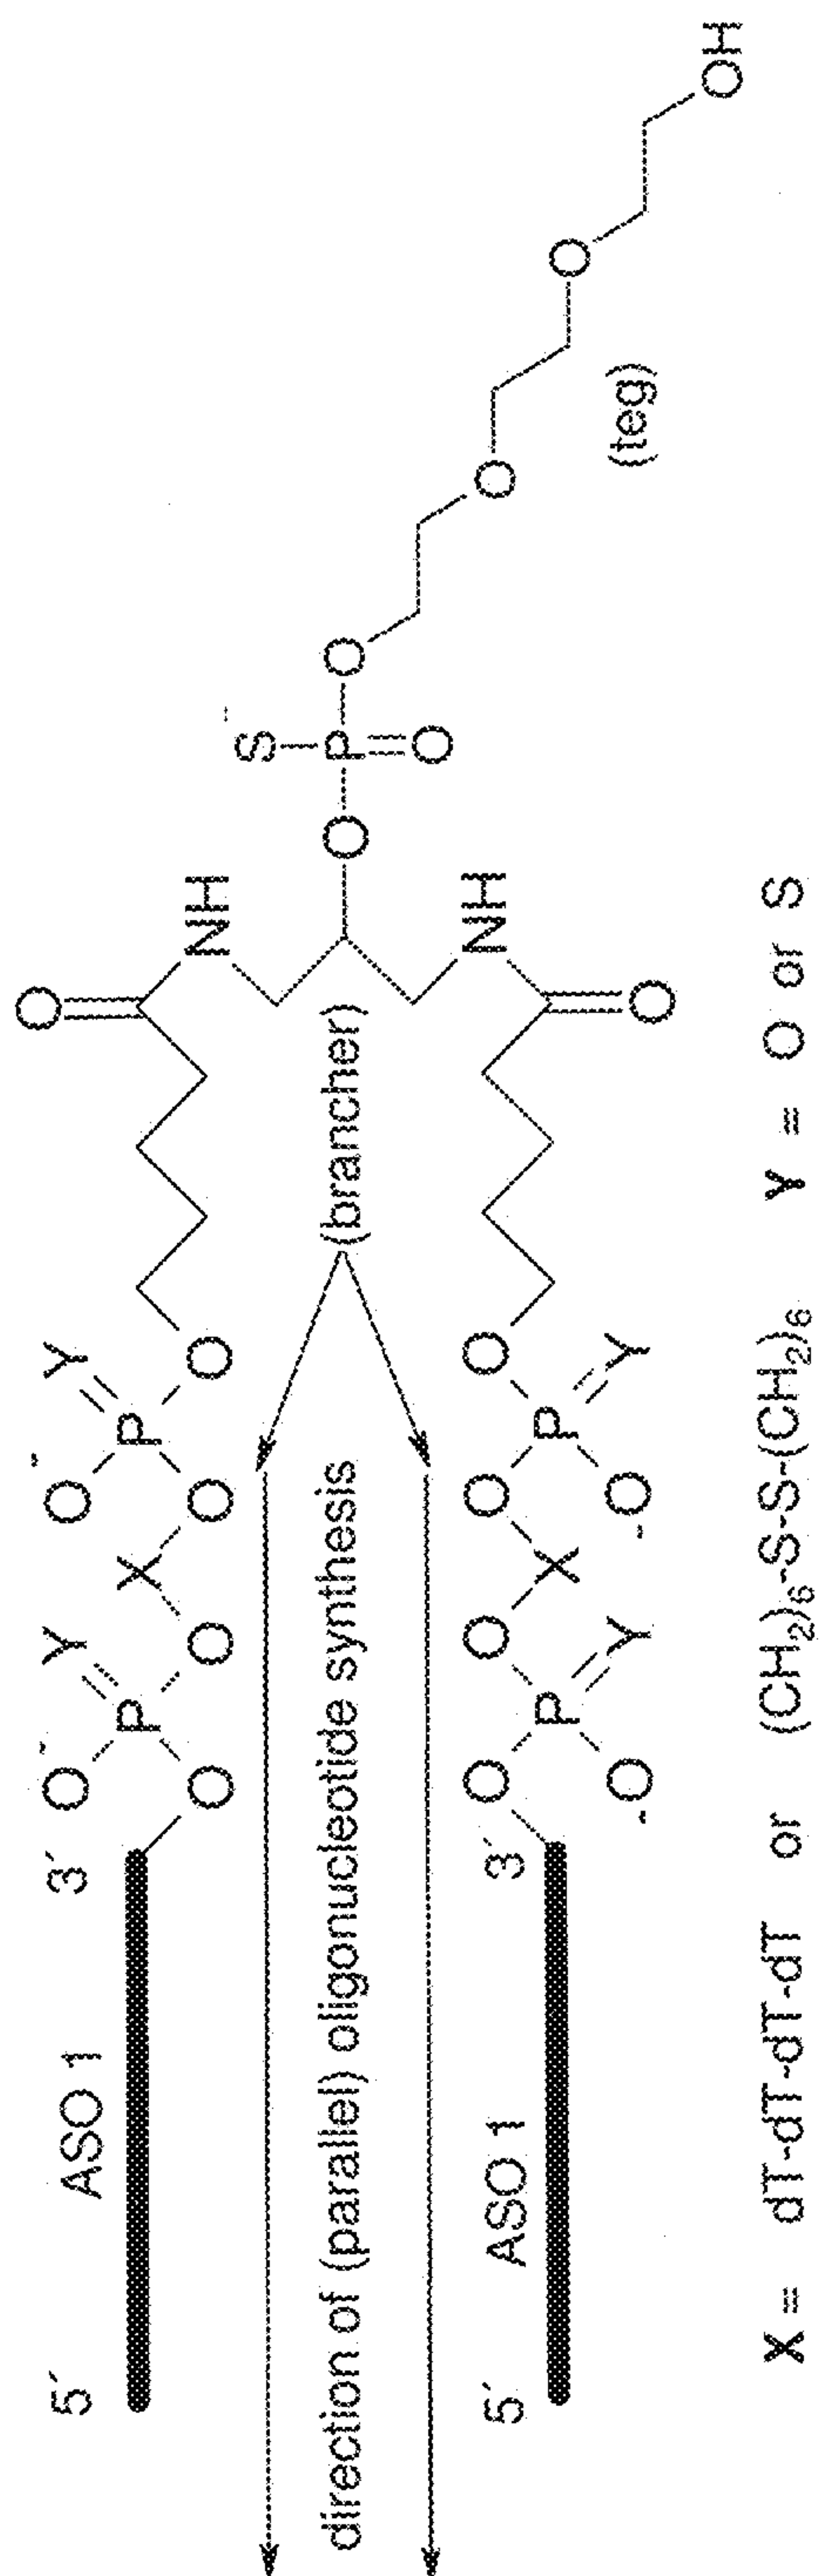 O
5´ ASO 1 3´ O⁻ Y O⁻ Y
P X P
O O O O NH
S⁻
direction of (parallel) oligonucleotide synthesis (brancher) O P O
O
O O O O NH O
5´ ASO 1 3´
P X P O
-O Y -O Y O (teg)
OH
X = dT-dT-dT-dT or (CH₂)₆-S-S-(CH₂)₆ Y = O or S